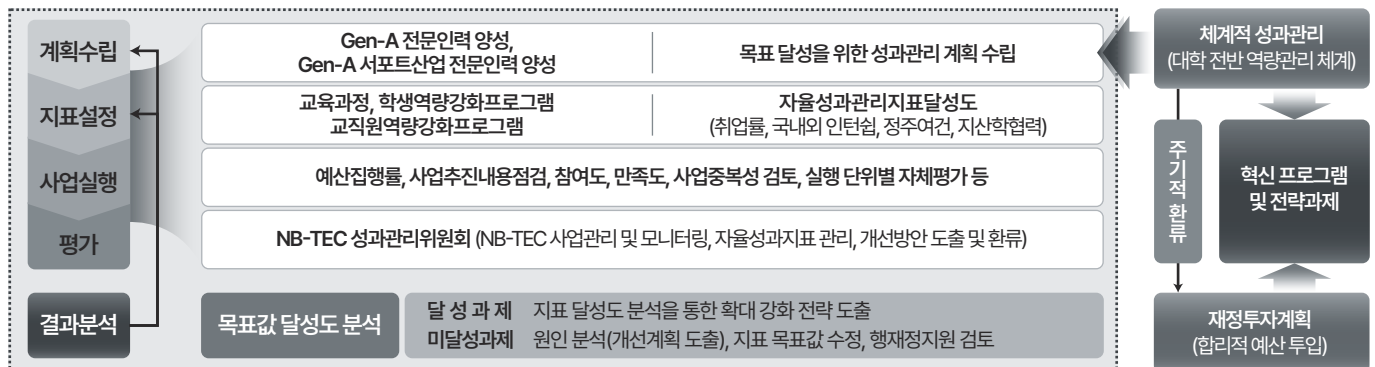 계획수립
Gen-A 전문인력 양성,
Gen-A 서포트산업 전문인력 양성
목표 달성을 위한 성과관리 계획 수립
지표설정
교육과정, 학생역량강화프로그램
교직원역량강화프로그램
자율성과관리지표달성도
(취업률, 국내외 인턴쉽, 정주여건, 지산학협력)
사업실행
예산집행률, 사업추진내용점검, 참여도, 만족도, 사업중복성 검토, 실행 단위별 자체평가 등
평가
NB-TEC 성과관리위원회 (NB-TEC 사업관리 및 모니터링, 자율성과지표 관리, 개선방안 도출 및 환류)
결과분석
목표값 달성도 분석
달 성 과 제 지표 달성도 분석을 통한 확대 강화 전략 도출
미달성과제 원인 분석(개선계획 도출), 지표 목표값 수정, 행재정지원 검토
체계적 성과관리
(대학 전반 역량관리 체계)
주기적 환류
혁신 프로그램
및 전략과제
재정투자계획
(합리적 예산 투입)